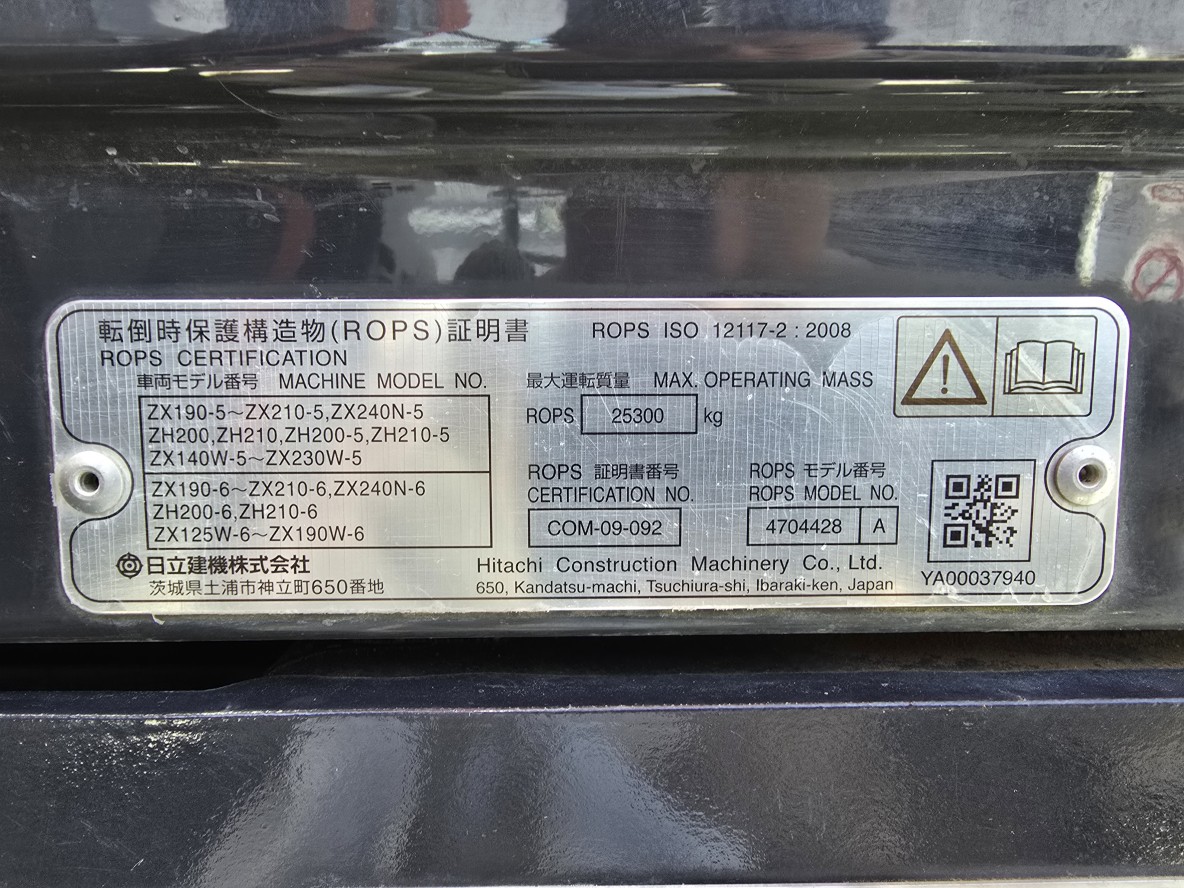 転倒時保護構造物(ROPS)証明書
ROPS CERTIFICATION
ROPS ISO 12117-2 : 2008
車両モデル番号 MACHINE MODEL NO.
ZX190-5～ZX210-5,ZX240N-5
ZH200,ZH210,ZH200-5,ZH210-5
ZX140W-5～ZX230W-5
ZX190-6～ZX210-6,ZX240N-6
ZH200-6,ZH210-6
ZX125W-6～ZX190W-6
最大運転質量 MAX. OPERATING MASS
ROPS 25300 kg
ROPS 証明書番号
CERTIFICATION NO.
COM-09-092
ROPS モデル番号
ROPS MODEL NO.
4704428 A
YA00037940
日立建機株式会社
茨城県土浦市神立町650番地
Hitachi Construction Machinery Co., Ltd.
650, Kandatsu-machi, Tsuchiura-shi, Ibaraki-ken, Japan